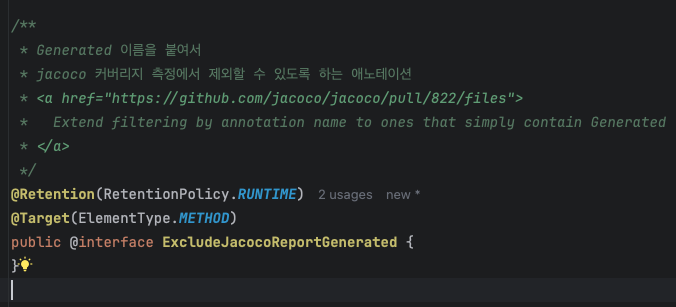 /**
 * Generated 이름을 붙여서
 * jacoco 커버리지 측정에서 제외할 수 있도록 하는 애노테이션
 * <a href="https://github.com/jacoco/jacoco/pull/822/files">
 *   Extend filtering by annotation name to ones that simply contain Generated
 * </a>
 */
@Retention(RetentionPolicy.RUNTIME) 2 usages new *
@Target(ElementType.METHOD)
public @interface ExcludeJacocoReportGenerated {
}